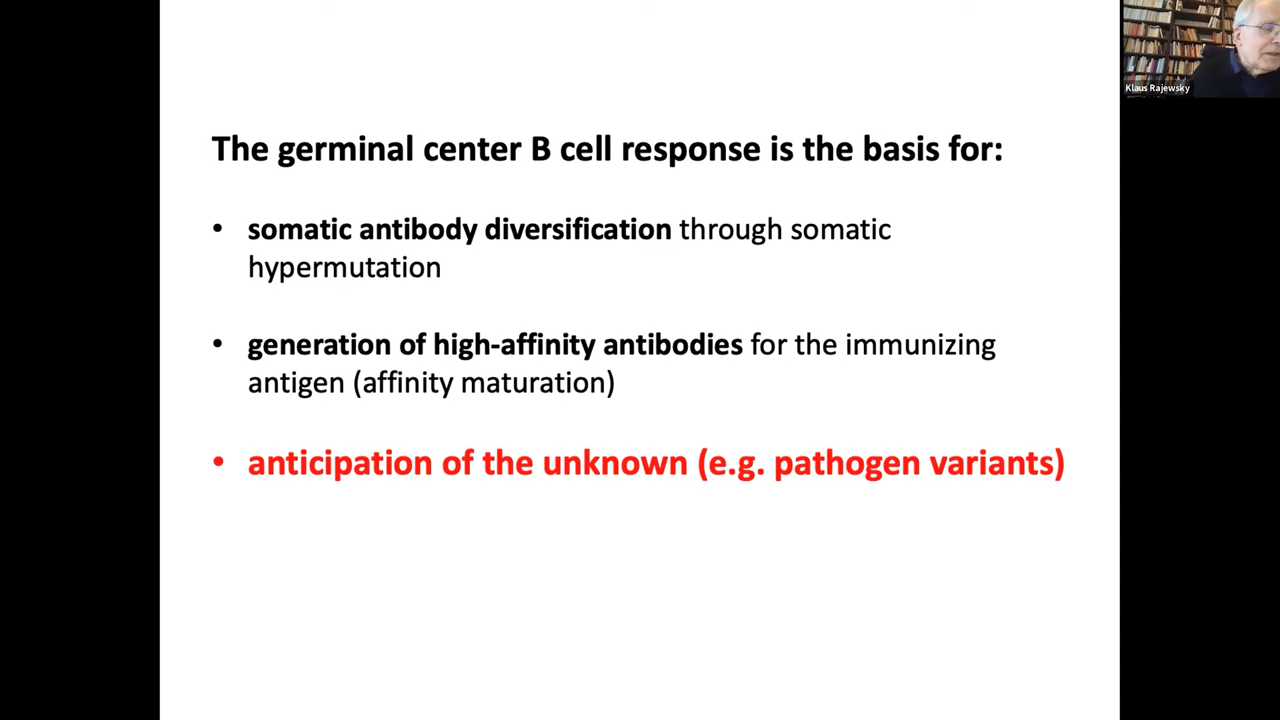 Klaus Rajewsky
The germinal center B cell response is the basis for:
• somatic antibody diversification through somatic
hypermutation
• generation of high-affinity antibodies for the immunizing
antigen (affinity maturation)
• anticipation of the unknown (e.g. pathogen variants)